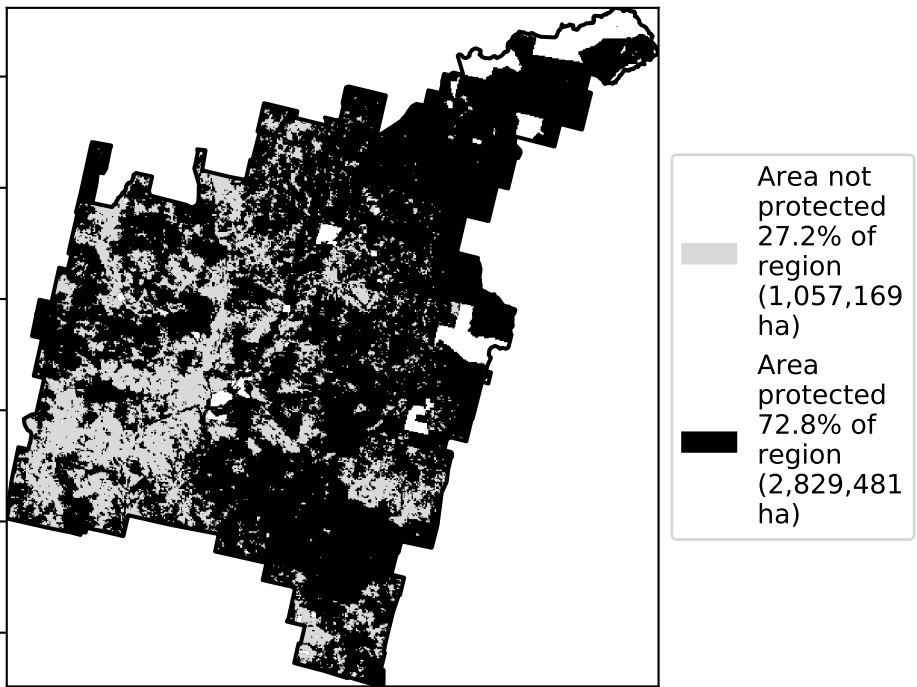 Area not
protected
27.2% of
region
(1,057,169
ha)
Area
protected
72.8% of
region
(2,829,481
ha)